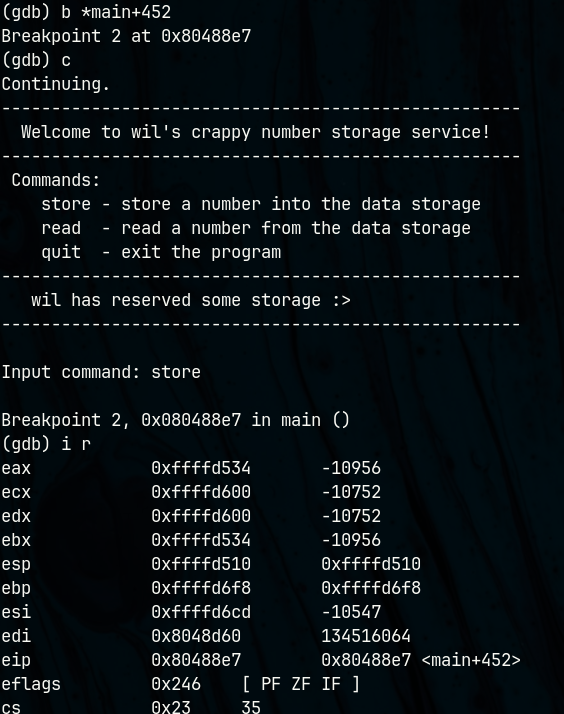 (gdb) b *main+452
Breakpoint 2 at 0x80488e7
(gdb) c
Continuing.
----------------------------------------------------
  Welcome to wil's crappy number storage service!
----------------------------------------------------
 Commands:
    store - store a number into the data storage
    read  - read a number from the data storage
    quit  - exit the program
----------------------------------------------------
   wil has reserved some storage :>
----------------------------------------------------

Input command: store

Breakpoint 2, 0x080488e7 in main ()
(gdb) i r
eax            0xffffd534       -10956
ecx            0xffffd600       -10752
edx            0xffffd600       -10752
ebx            0xffffd534       -10956
esp            0xffffd510       0xffffd510
ebp            0xffffd6f8       0xffffd6f8
esi            0xffffd6cd       -10547
edi            0x8048d60        134516064
eip            0x80488e7        0x80488e7 <main+452>
eflags         0x246    [ PF ZF IF ]
cs             0x23     35